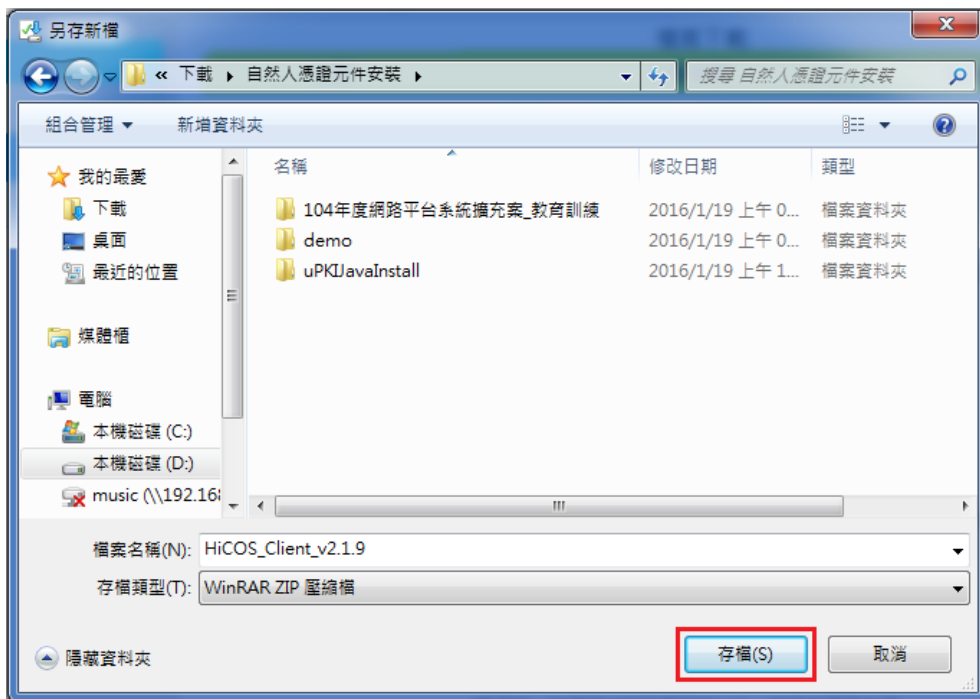 另存新檔
« 下載 ▸ 自然人憑證元件安裝 ▸
搜尋 自然人憑證元件安裝
組合管理 ▼ 新增資料夾
我的最愛
下載
桌面
最近的位置
媒體櫃
電腦
本機磁碟 (C:)
本機磁碟 (D:)
music (\\192.168
名稱 修改日期 類型
104年度網路平台系統擴充案_教育訓練 2016/1/19 上午 0... 檔案資料夾
demo 2016/1/19 上午 0... 檔案資料夾
uPKIJavaInstall 2016/1/19 上午 1... 檔案資料夾
檔案名稱(N): HiCOS_Client_v2.1.9
存檔類型(T): WinRAR ZIP 壓縮檔
隱藏資料夾
存檔(S) 取消